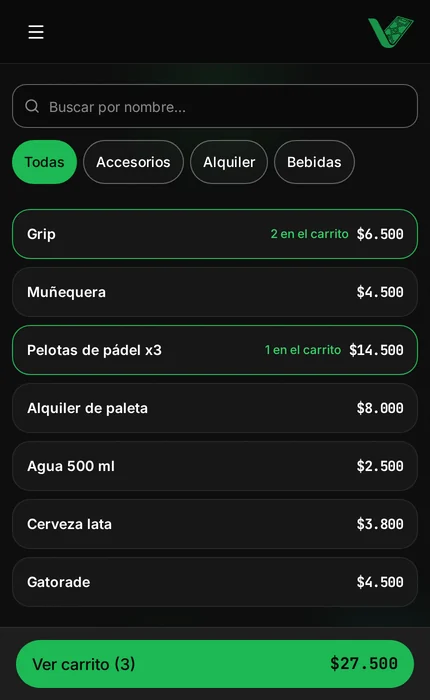 Buscar por nombre...
Todas Accesorios Alquiler Bebidas
Grip 2 en el carrito $6.500
Muñequera $4.500
Pelotas de pádel x3 1 en el carrito $14.500
Alquiler de paleta $8.000
Agua 500 ml $2.500
Cerveza lata $3.800
Gatorade $4.500
Ver carrito (3) $27.500